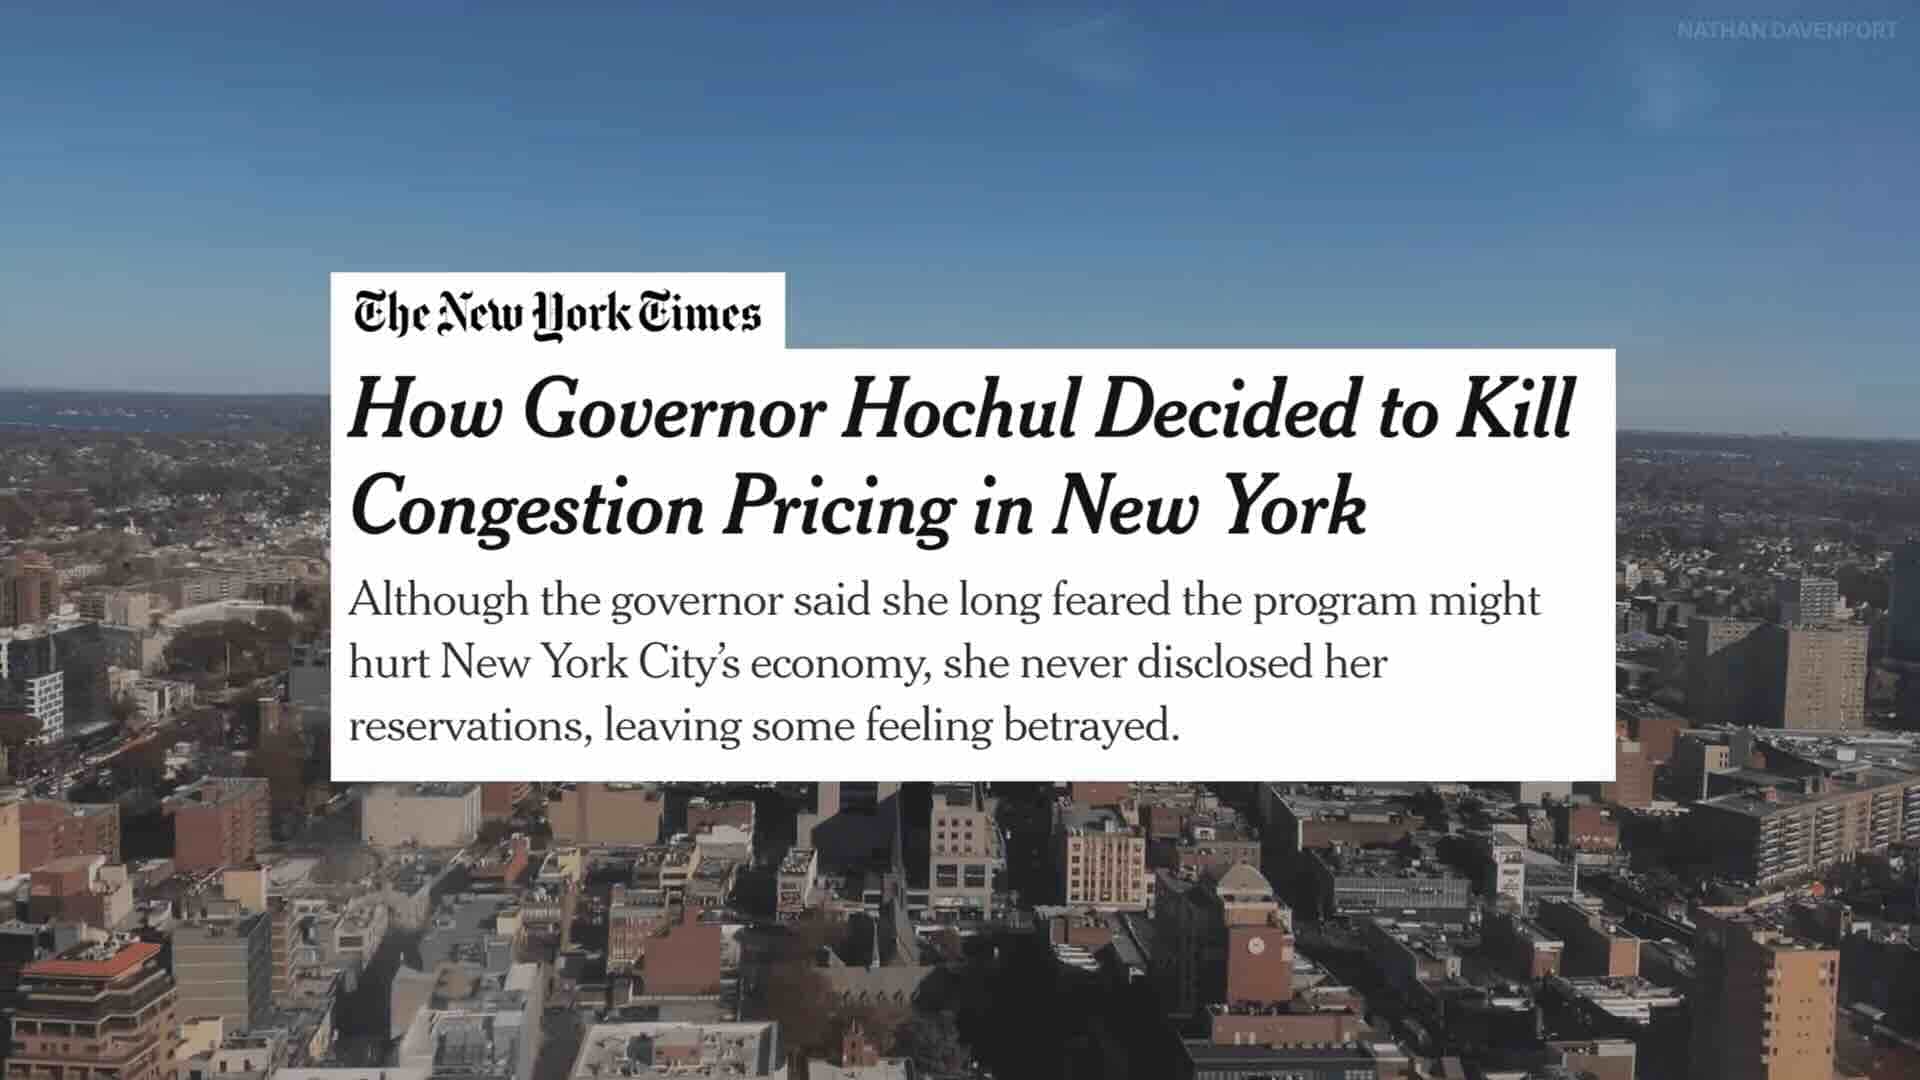 NATHAN DAVENPORT
The New York Times
How Governor Hochul Decided to Kill
Congestion Pricing in New York
Although the governor said she long feared the program might
hurt New York City’s economy, she never disclosed her
reservations, leaving some feeling betrayed.